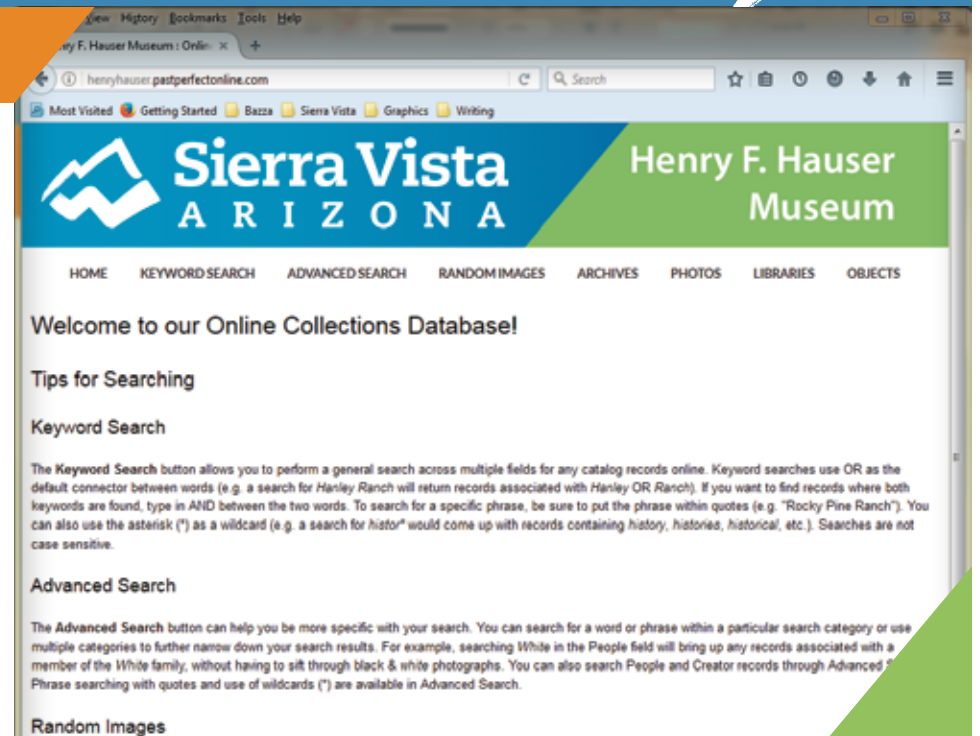 View History Bookmarks Tools Help
ry F. Hauser Museum : Onlin
henryhauser.pastperfectonline.com Search
Most Visited Getting Started Bazza Sierra Vista Graphics Writing
Sierra Vista
ARIZONA
Henry F. Hauser
Museum
HOME KEYWORD SEARCH ADVANCED SEARCH RANDOM IMAGES ARCHIVES PHOTOS LIBRARIES OBJECTS
Welcome to our Online Collections Database!
Tips for Searching
Keyword Search
The Keyword Search button allows you to perform a general search across multiple fields for any catalog records online. Keyword searches use OR as the
default connector between words (e.g. a search for Hanley Ranch will return records associated with Hanley OR Ranch). If you want to find records where both
keywords are found, type in AND between the two words. To search for a specific phrase, be sure to put the phrase within quotes (e.g. "Rocky Pine Ranch"). You
can also use the asterisk (*) as a wildcard (e.g. a search for histor* would come up with records containing history, histories, historical, etc.). Searches are not
case sensitive.
Advanced Search
The Advanced Search button can help you be more specific with your search. You can search for a word or phrase within a particular search category or use
multiple categories to further narrow down your search results. For example, searching White in the People field will bring up any records associated with a
member of the White family, without having to sift through black & white photographs. You can also search People and Creator records through Advanced S
Phrase searching with quotes and use of wildcards (*) are available in Advanced Search.
Random Images